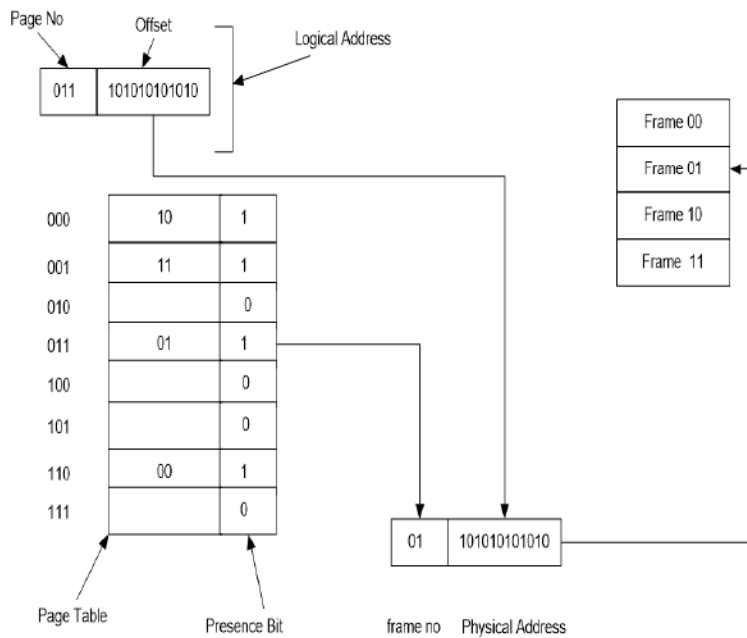 Page No
Offset
Logical Address
011 101010101010
Frame 00
Frame 01
Frame 10
Frame 11
000 10 1
001 11 1
010 0
011 01 1
100 0
101 0
110 00 1
111 0
01 101010101010
Page Table
Presence Bit
frame no Physical Address